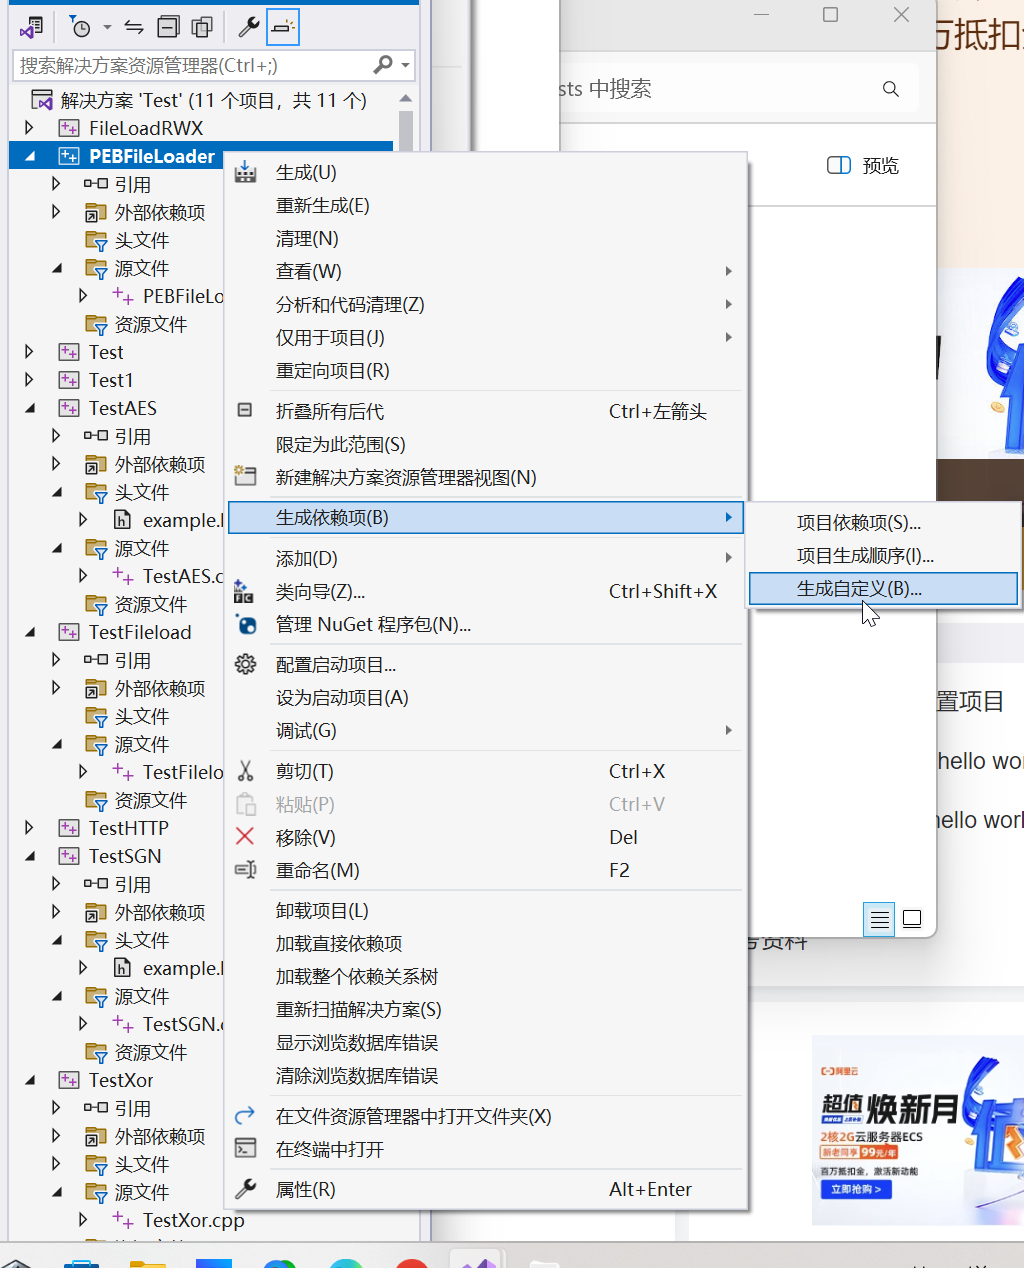 搜索解决方案资源管理器(Ctrl+;)
解决方案 'Test' (11 个项目，共 11 个)
FileLoadRWX
PEBFileLoader
引用
外部依赖项
头文件
源文件
PEBFileLo
资源文件
Test
Test1
TestAES
引用
外部依赖项
头文件
example.
源文件
TestAES.c
资源文件
TestFileload
引用
外部依赖项
头文件
源文件
TestFilelo
资源文件
TestHTTP
TestSGN
引用
外部依赖项
头文件
example.
源文件
TestSGN.
资源文件
TestXor
引用
外部依赖项
头文件
源文件
TestXor.cpp
生成(U)
重新生成(E)
清理(N)
查看(W)
分析和代码清理(Z)
仅用于项目(J)
重定向项目(R)
折叠所有后代 Ctrl+左箭头
限定为此范围(S)
新建解决方案资源管理器视图(N)
生成依赖项(B)
添加(D)
类向导(Z)... Ctrl+Shift+X
管理 NuGet 程序包(N)...
配置启动项目...
设为启动项目(A)
调试(G)
剪切(T) Ctrl+X
粘贴(P) Ctrl+V
移除(V) Del
重命名(M) F2
卸载项目(L)
加载直接依赖项
加载整个依赖关系树
重新扫描解决方案(S)
显示浏览数据库错误
清除浏览数据库错误
在文件资源管理器中打开文件夹(X)
在终端中打开
属性(R) Alt+Enter
项目依赖项(S)...
项目生成顺序(I)...
生成自定义(B)...
sts 中搜索
预览
万抵扣
置项目
hello wo
hello worl
考资料
阿里云
超值 焕新月
2核2G云服务器ECS
新老同享 99元/年
百万抵扣金，激活新动能
立即抢购 >